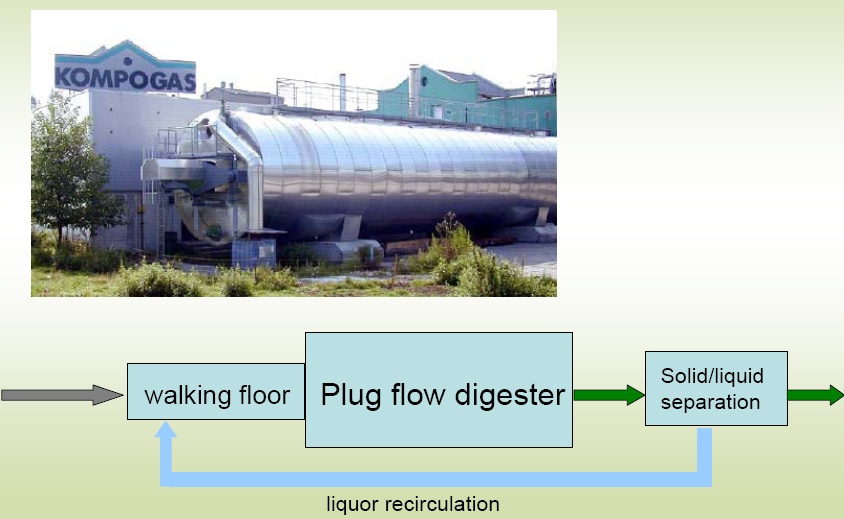 KOMPOGAS
walking floor
Plug flow digester
Solid/liquid
separation
liquor recirculation